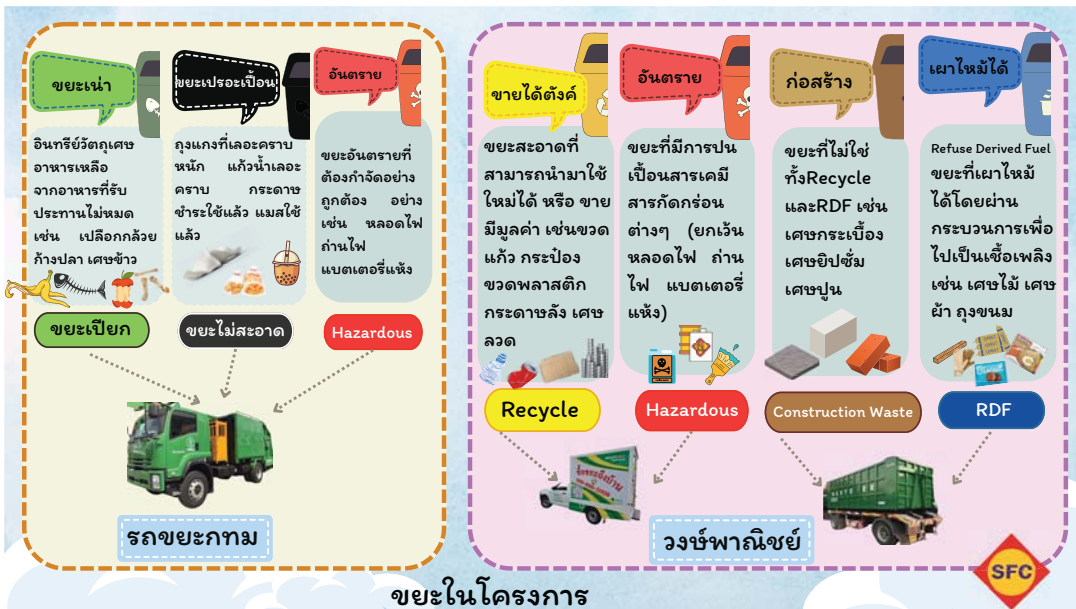 ขยะเน่า
อินทรีย์วัตถุเศษ
อาหารเหลือ
จากอาหารที่รับ
ประทานไม่หมด
เช่น เปลือกกล้วย
ก้างปลา เศษข้าว
ขยะเปียก
ขยะเปรอะเปื้อน
ถุงแกงที่เลอะคราบ
หนัก แก้วน้ำเลอะ
คราบ กระดาษ
ชำระใช้แล้ว แมสใช้
แล้ว
ขยะไม่สะอาด
อันตราย
ขยะอันตรายที่
ต้องกำจัดอย่าง
ถูกต้อง อย่าง
เช่น หลอดไฟ
ถ่านไฟ
แบตเตอรี่แห้ง
Hazardous
รถขยะกทม
ขายได้ตังค์
ขยะสะอาดที่
สามารถนำมาใช้
ใหม่ได้ หรือ ขาย
มีมูลค่า เช่นขวด
แก้ว กระป๋อง
ขวดพลาสติก
กระดาษลัง เศษ
ลวด
Recycle
อันตราย
ขยะที่มีการปน
เปื้อนสารเคมี
สารกัดกร่อน
ต่างๆ (ยกเว้น
หลอดไฟ ถ่าน
ไฟ แบตเตอรี่
แห้ง)
Hazardous
ก่อสร้าง
ขยะที่ไม่ใช่
ทั้งRecycle
และRDF เช่น
เศษกระเบื้อง
เศษยิปซั่ม
เศษปูน
Construction Waste
เผาไหม้ได้
Refuse Derived Fuel
ขยะที่เผาไหม้
ได้โดยผ่าน
กระบวนการเพื่อ
ไปเป็นเชื้อเพลิง
เช่น เศษไม้ เศษ
ผ้า ถุงขนม
RDF
วงษ์พาณิชย์
SFC
ขยะในโครงการ